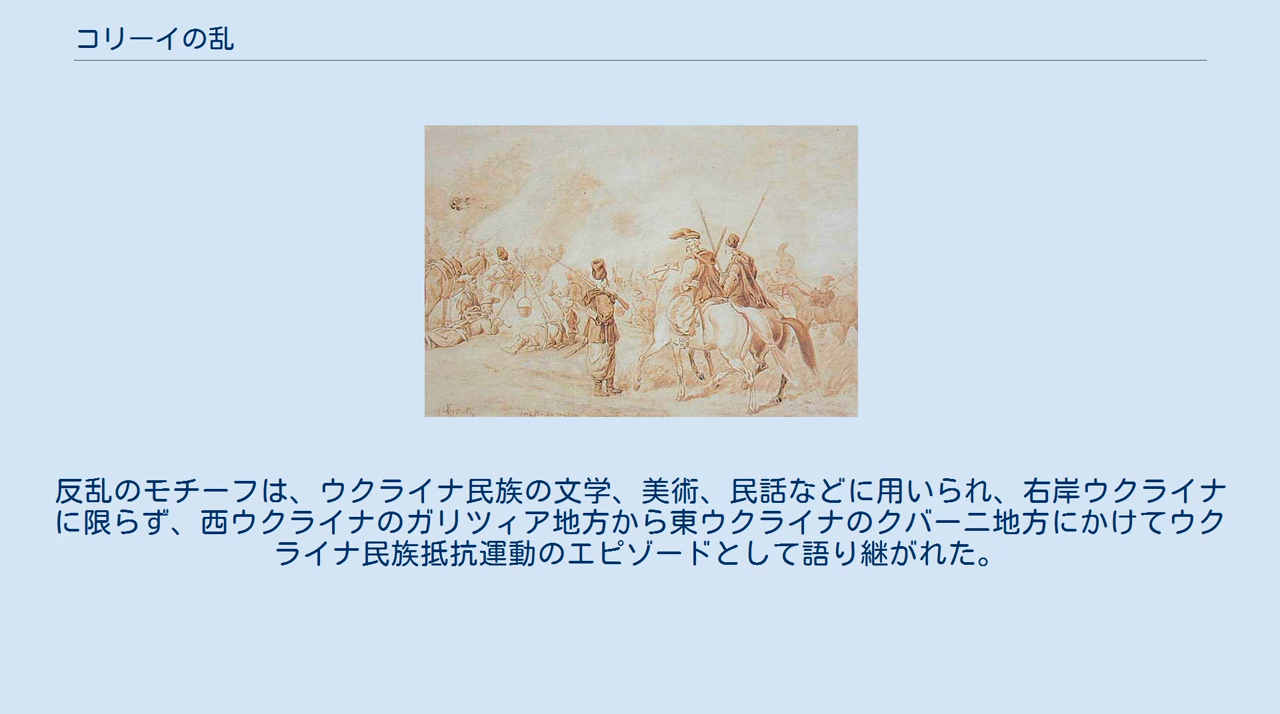 コリーイの乱
反乱のモチーフは、ウクライナ民族の文学、美術、民話などに用いられ、右岸ウクライナ
に限らず、西ウクライナのガリツィア地方から東ウクライナのクバーニ地方にかけてウク
ライナ民族抵抗運動のエピソードとして語り継がれた。